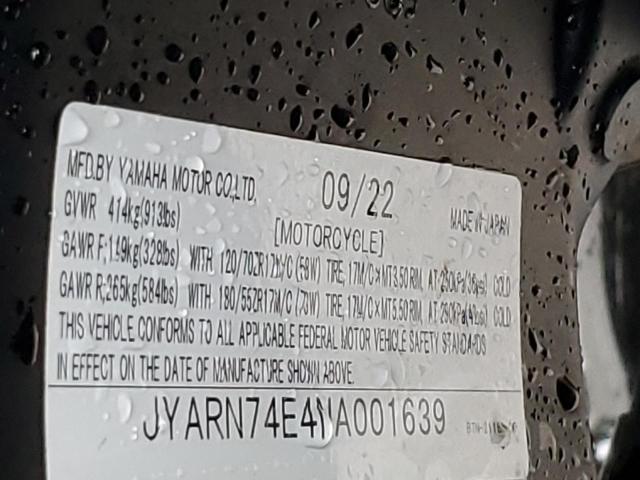 MFD.BY YAMAHA MOTOR CO.,LTD. 09/22 MADE IN JAPAN
GVWR 414kg(913lbs) [MOTORCYCLE]
GAWR F;149kg(328lbs) WITH 120/70ZR17M/C (58W) TIRE, 17M/C×MT3.50 RIM, AT 250kPa(36psi) COLD
GAWR R;265kg(584lbs) WITH 180/55ZR17M/C (73W) TIRE, 17M/C×MT5.50 RIM, AT 290kPa(41psi) COLD
THIS VEHICLE CONFORMS TO ALL APPLICABLE FEDERAL MOTOR VEHICLE SAFETY STANDARDS
IN EFFECT ON THE DATE OF MANUFACTURE SHOWN ABOVE.
JYARN74E4NA001639